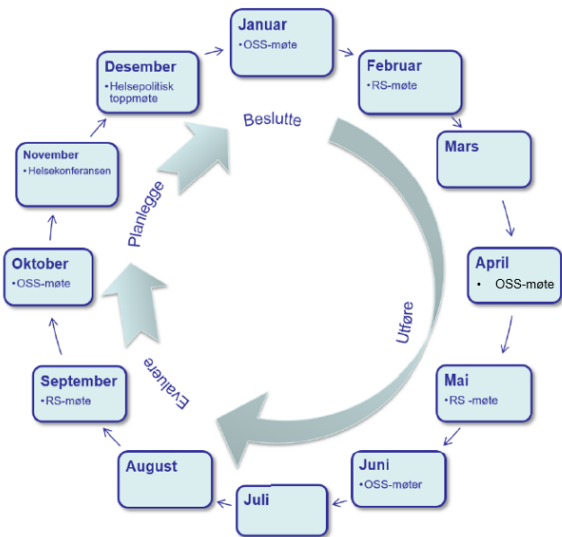 Januar
•OSS-møte
Februar
•RS-møte
Mars
April
• OSS-møte
Mai
•RS -møte
Juni
•OSS-møter
Juli
August
September
•RS-møte
Oktober
•OSS-møte
November
•Helsekonferansen
Desember
•Helsepolitisk
toppmøte
Beslutte
Utføre
Evaluere
Planlegge